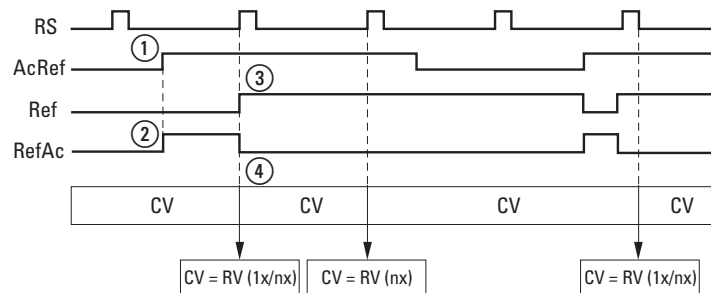 RS
AcRef
①
③
Ref
②
RefAc
④
CV CV CV CV
CV = RV (1x/nx) CV = RV (nx) CV = RV (1x/nx)